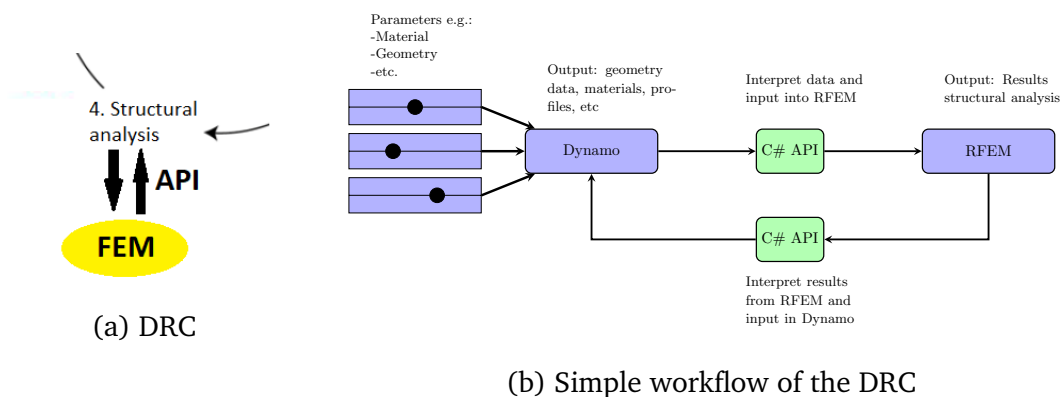 4. Structural
analysis
API
FEM
(a) DRC
Parameters e.g.:
-Material
-Geometry
-etc.
Output: geometry
data, materials, pro-
files, etc
Dynamo
Interpret data and
input into RFEM
C# API
Output: Results
structural analysis
RFEM
C# API
Interpret results
from RFEM and
input in Dynamo
(b) Simple workflow of the DRC